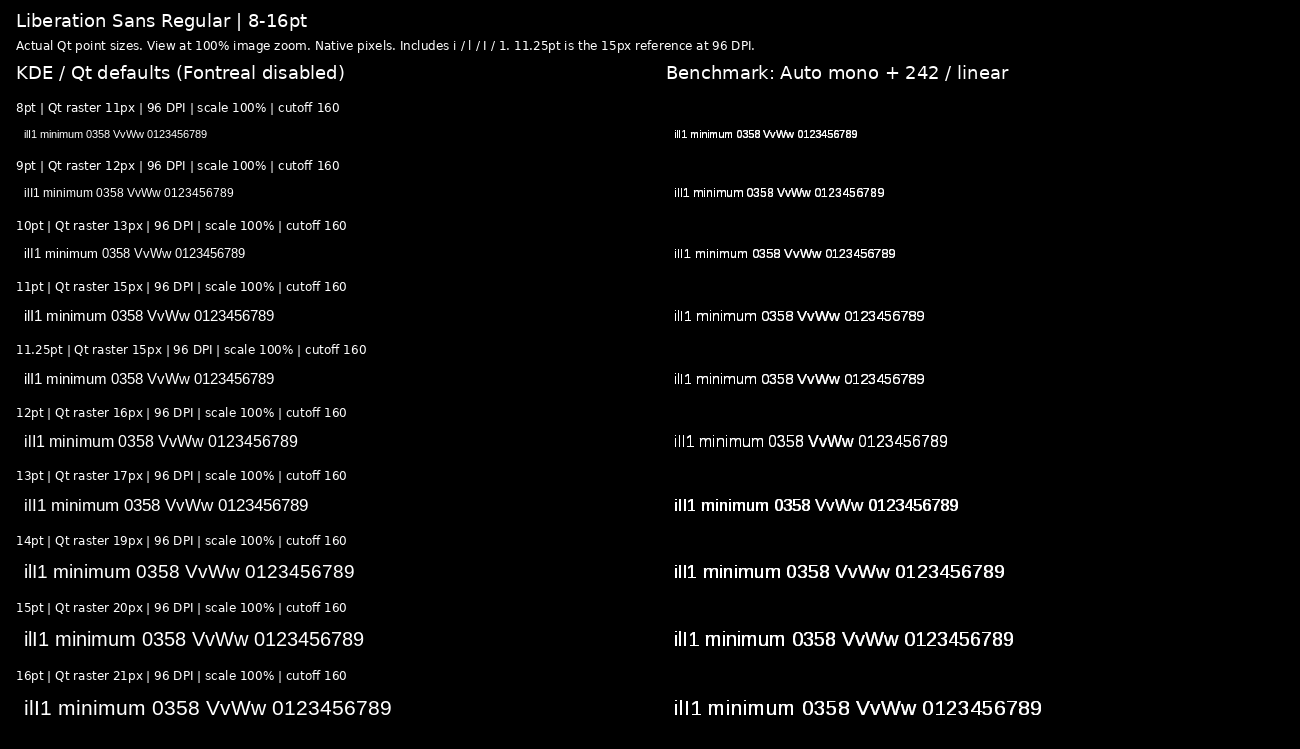 Liberation Sans Regular | 8-16pt
Actual Qt point sizes. View at 100% image zoom. Native pixels. Includes i / l / I / 1. 11.25pt is the 15px reference at 96 DPI.
KDE / Qt defaults (Fontreal disabled)
Benchmark: Auto mono + 242 / linear
8pt | Qt raster 11px | 96 DPI | scale 100% | cutoff 160
ilI1 minimum 0358 VvWw 0123456789
ilI1 minimum 0358 VvWw 0123456789
9pt | Qt raster 12px | 96 DPI | scale 100% | cutoff 160
ilI1 minimum 0358 VvWw 0123456789
ilI1 minimum 0358 VvWw 0123456789
10pt | Qt raster 13px | 96 DPI | scale 100% | cutoff 160
ilI1 minimum 0358 VvWw 0123456789
ilI1 minimum 0358 VvWw 0123456789
11pt | Qt raster 15px | 96 DPI | scale 100% | cutoff 160
ilI1 minimum 0358 VvWw 0123456789
ilI1 minimum 0358 VvWw 0123456789
11.25pt | Qt raster 15px | 96 DPI | scale 100% | cutoff 160
ilI1 minimum 0358 VvWw 0123456789
ilI1 minimum 0358 VvWw 0123456789
12pt | Qt raster 16px | 96 DPI | scale 100% | cutoff 160
ilI1 minimum 0358 VvWw 0123456789
ilI1 minimum 0358 VvWw 0123456789
13pt | Qt raster 17px | 96 DPI | scale 100% | cutoff 160
ilI1 minimum 0358 VvWw 0123456789
ilI1 minimum 0358 VvWw 0123456789
14pt | Qt raster 19px | 96 DPI | scale 100% | cutoff 160
ilI1 minimum 0358 VvWw 0123456789
ilI1 minimum 0358 VvWw 0123456789
15pt | Qt raster 20px | 96 DPI | scale 100% | cutoff 160
ilI1 minimum 0358 VvWw 0123456789
ilI1 minimum 0358 VvWw 0123456789
16pt | Qt raster 21px | 96 DPI | scale 100% | cutoff 160
ilI1 minimum 0358 VvWw 0123456789
ilI1 minimum 0358 VvWw 0123456789